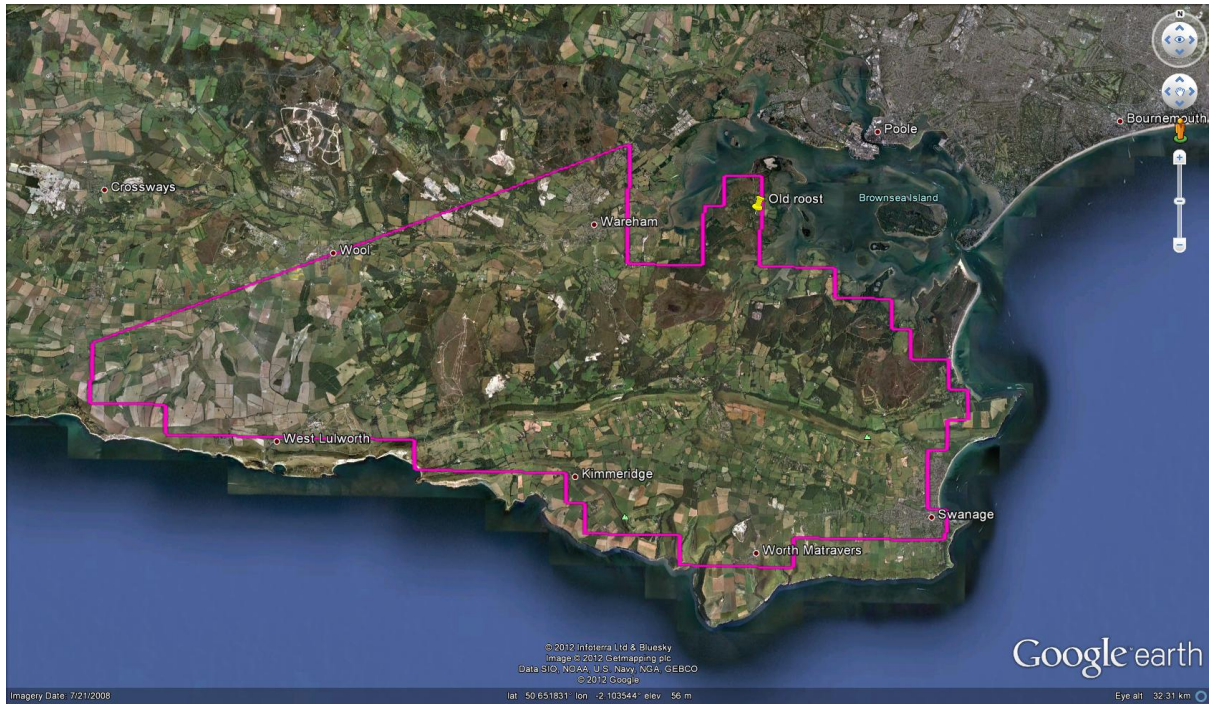 N
Poole
Bournemouth
Crossways
Old roost
Brownsea Island
Wareham
Wool
West Lulworth
Kimmeridge
Swanage
Worth Matravers
© 2012 Infoterra Ltd & Bluesky
Image © 2012 Getmapping plc
Data SIO, NOAA, U.S. Navy, NGA, GEBCO
© 2012 Google
Google earth
Imagery Date: 7/21/2008 lat 50.651831° lon -2.103544° elev 56 m Eye alt 32.31 km